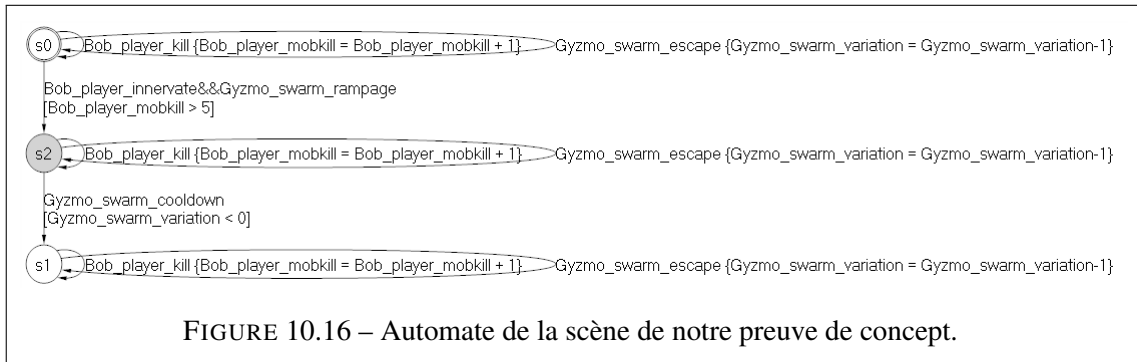 s0 Bob_player_kill {Bob_player_mobkill = Bob_player_mobkill + 1} Gyzmo_swarm_escape {Gyzmo_swarm_variation = Gyzmo_swarm_variation-1}
Bob_player_innervate&&Gyzmo_swarm_rampage
[Bob_player_mobkill > 5]
s2 Bob_player_kill {Bob_player_mobkill = Bob_player_mobkill + 1} Gyzmo_swarm_escape {Gyzmo_swarm_variation = Gyzmo_swarm_variation-1}
Gyzmo_swarm_cooldown
[Gyzmo_swarm_variation < 0]
s1 Bob_player_kill {Bob_player_mobkill = Bob_player_mobkill + 1} Gyzmo_swarm_escape {Gyzmo_swarm_variation = Gyzmo_swarm_variation-1}
FIGURE 10.16 – Automate de la scène de notre preuve de concept.